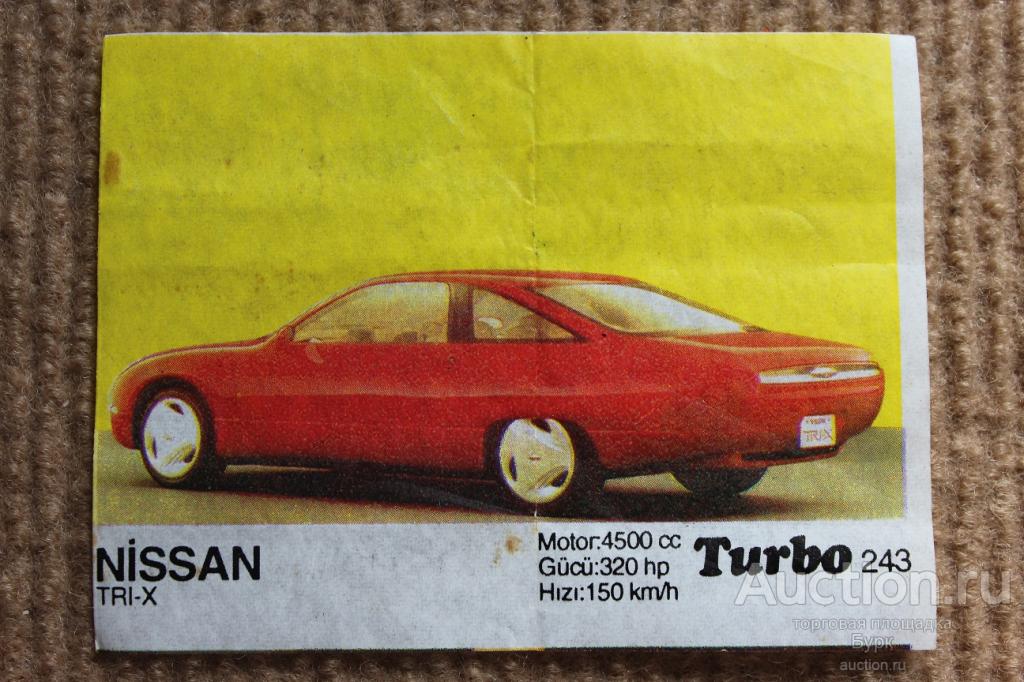 TRI-X
NİSSAN
TRI-X
Motor:4500 cc
Gücü:320 hp
Hızı:150 km/h
Turbo 243
Auction.ru
торговая площадка
Бурк
auction.ru